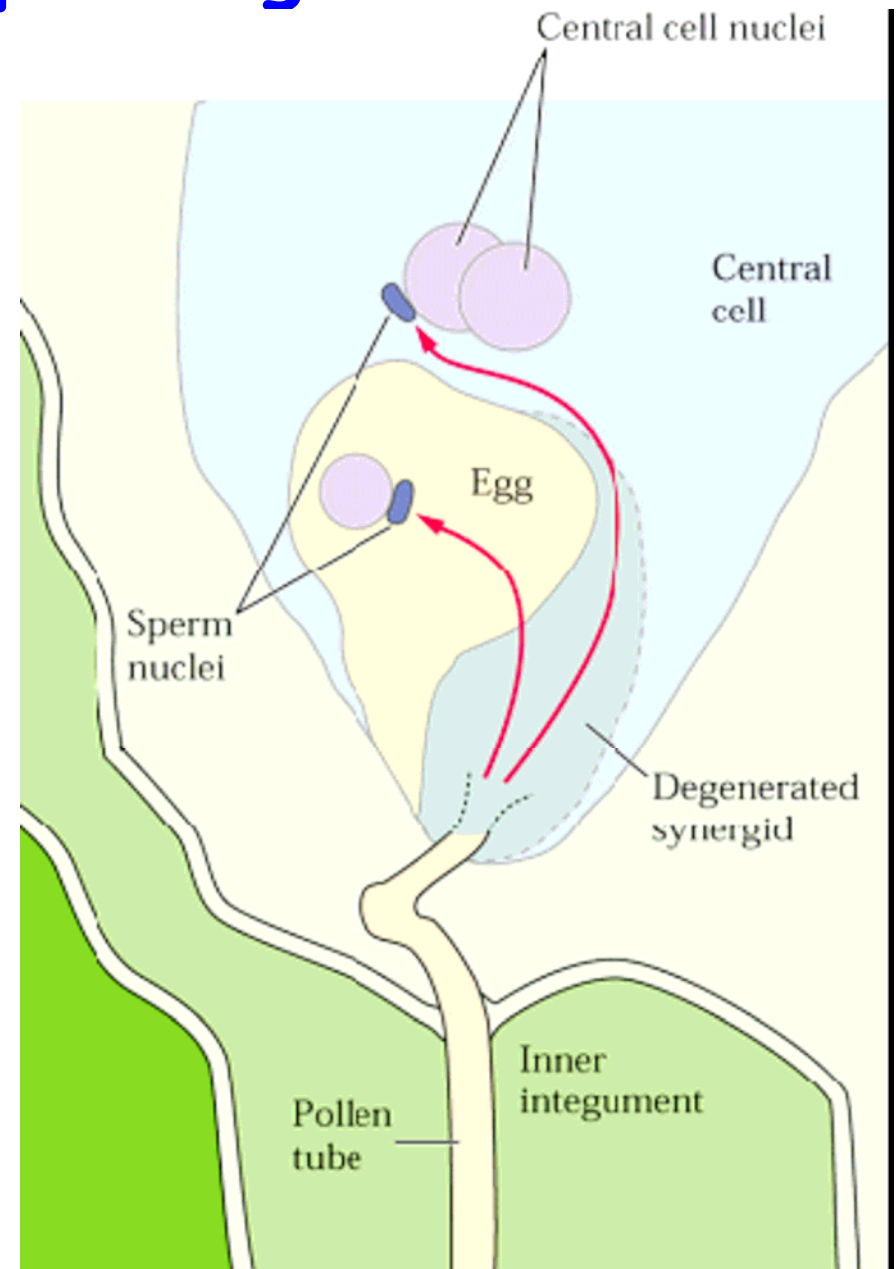 Central cell nuclei
Central
cell
Egg
Sperm
nuclei
Degenerated
synergid
Inner
integument
Pollen
tube